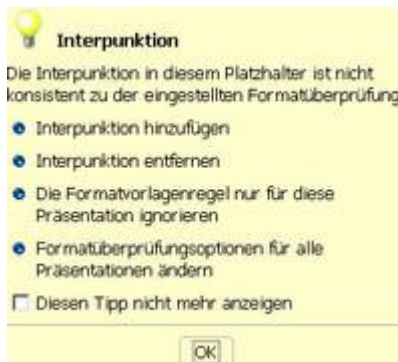 Interpunktion
Die Interpunktion in diesem Platzhalter ist nicht
konsistent zu der eingestellten Formatüberprüfung
Interpunktion hinzufügen
Interpunktion entfernen
Die Formatvorlagenregel nur für diese
Präsentation ignorieren
Formatüberprüfungsoptionen für alle
Präsentationen ändern
Diesen Tipp nicht mehr anzeigen
OK